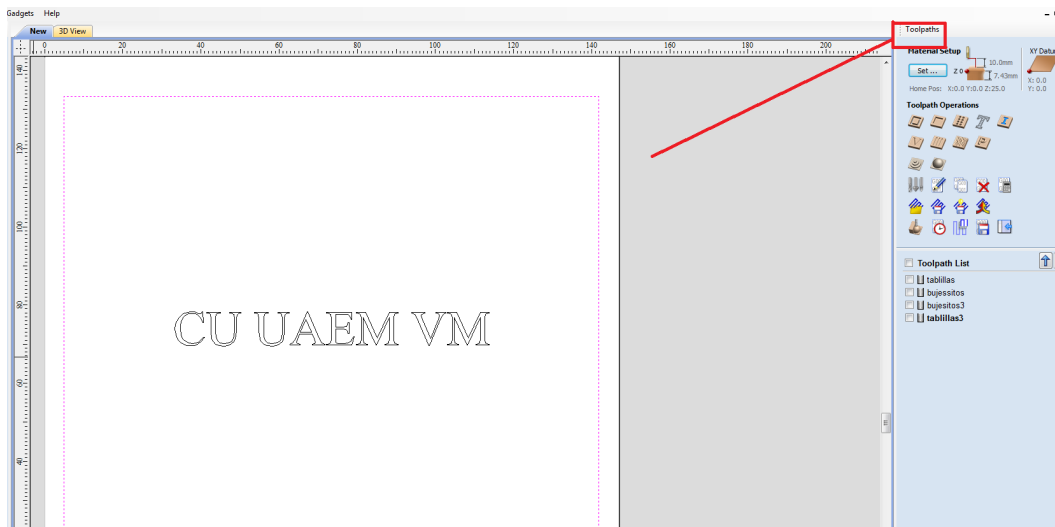 Gadgets Help
New 3D View
Toolpaths
0 20 40 60 80 100 120 140 160 180 200
Material Setup
XY Datu
10.0mm
Set ...
Z 0
7.43mm
X: 0.0
Home Pos: X:0.0 Y:0.0 Z:25.0
Y: 0.0
Toolpath Operations
140
120
100
80
60
40
CU UAEM VM
Toolpath List
tablillas
bujessitos
bujesitos3
tablillas3